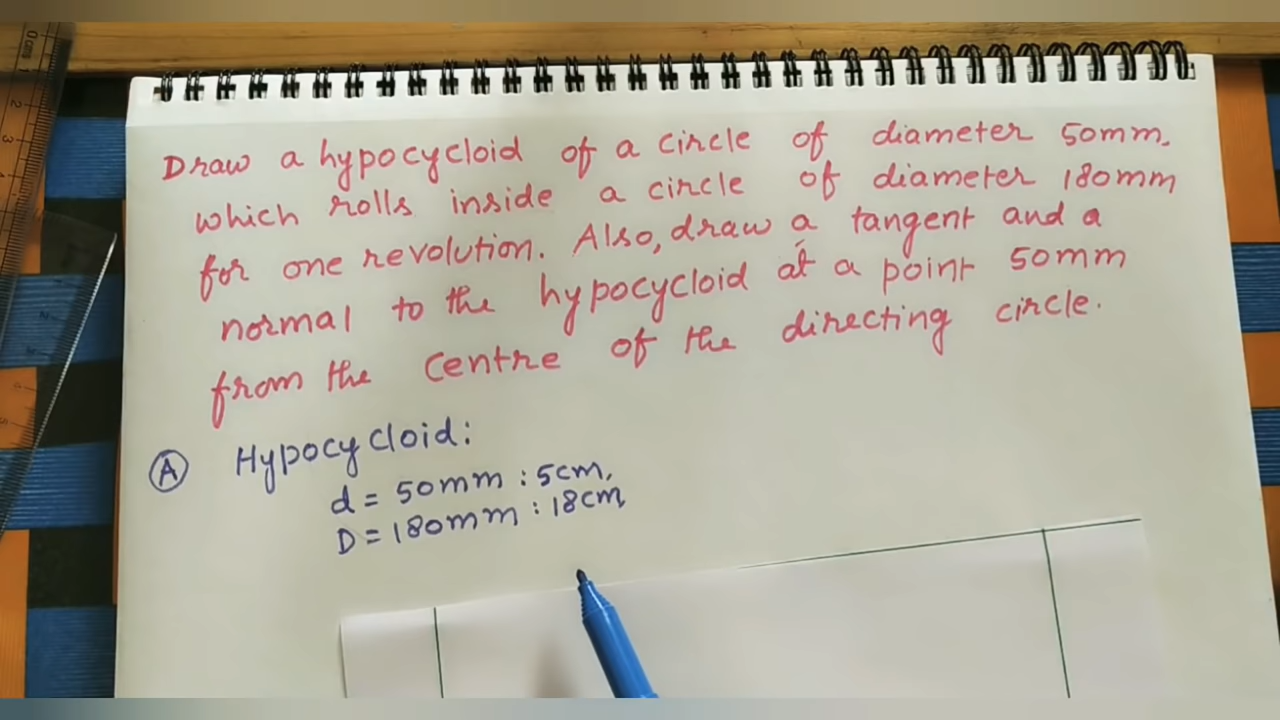 Draw a hypocycloid of a circle of diameter 50mm.
which rolls inside a circle of diameter 180mm
for one revolution. Also, draw a tangent and a
normal to the hypocycloid at a point 50mm
from the centre of the directing circle.
Ⓐ Hypocycloid:
d = 50mm : 5cm,
D = 180mm : 18cm,